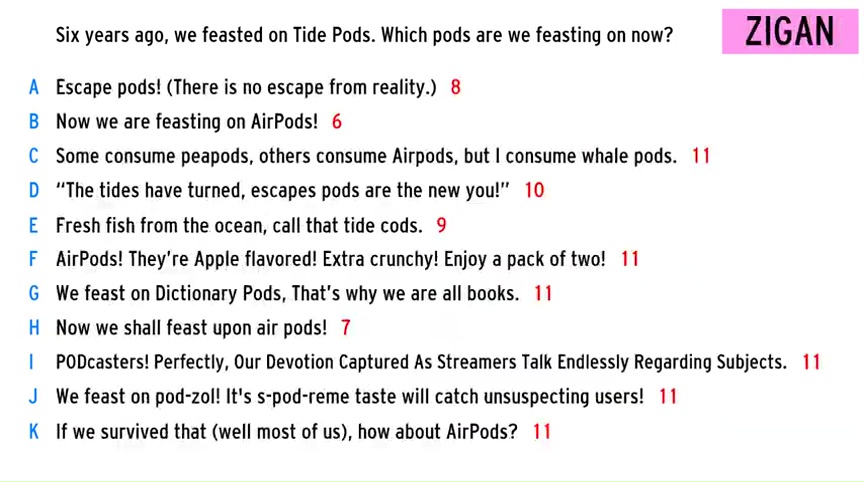 Six years ago, we feasted on Tide Pods. Which pods are we feasting on now?
ZIGAN
A Escape pods! (There is no escape from reality.) 8
B Now we are feasting on AirPods! 6
C Some consume peapods, others consume Airpods, but I consume whale pods. 11
D “The tides have turned, escapes pods are the new you!” 10
E Fresh fish from the ocean, call that tide cods. 9
F AirPods! They’re Apple flavored! Extra crunchy! Enjoy a pack of two! 11
G We feast on Dictionary Pods, That’s why we are all books. 11
H Now we shall feast upon air pods! 7
I PODcasters! Perfectly, Our Devotion Captured As Streamers Talk Endlessly Regarding Subjects. 11
J We feast on pod-zol! It's s-pod-reme taste will catch unsuspecting users! 11
K If we survived that (well most of us), how about AirPods? 11